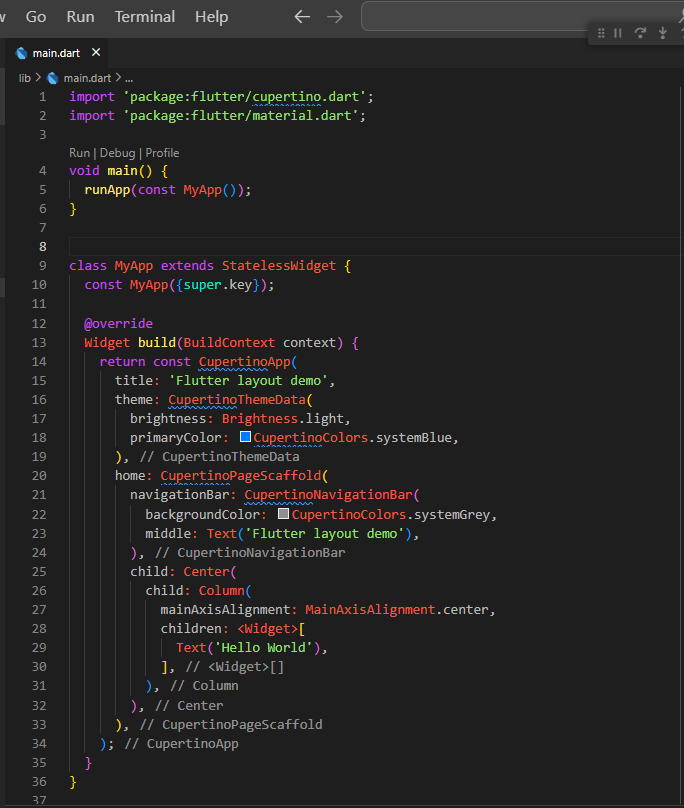 Go Run Terminal Help
main.dart
lib > main.dart > ...
1 import 'package:flutter/cupertino.dart';
2 import 'package:flutter/material.dart';
3
Run | Debug | Profile
4 void main() {
5   runApp(const MyApp());
6 }
7
8
9 class MyApp extends StatelessWidget {
10   const MyApp({super.key});
11
12   @override
13   Widget build(BuildContext context) {
14     return const CupertinoApp(
15       title: 'Flutter layout demo',
16       theme: CupertinoThemeData(
17         brightness: Brightness.light,
18         primaryColor: CupertinoColors.systemBlue,
19       ), // CupertinoThemeData
20       home: CupertinoPageScaffold(
21         navigationBar: CupertinoNavigationBar(
22           backgroundColor: CupertinoColors.systemGrey,
23           middle: Text('Flutter layout demo'),
24         ), // CupertinoNavigationBar
25         child: Center(
26           child: Column(
27             mainAxisAlignment: MainAxisAlignment.center,
28             children: <Widget>[
29               Text('Hello World'),
30             ], // <Widget>[]
31           ), // Column
32         ), // Center
33       ), // CupertinoPageScaffold
34     ); // CupertinoApp
35   }
36 }
37